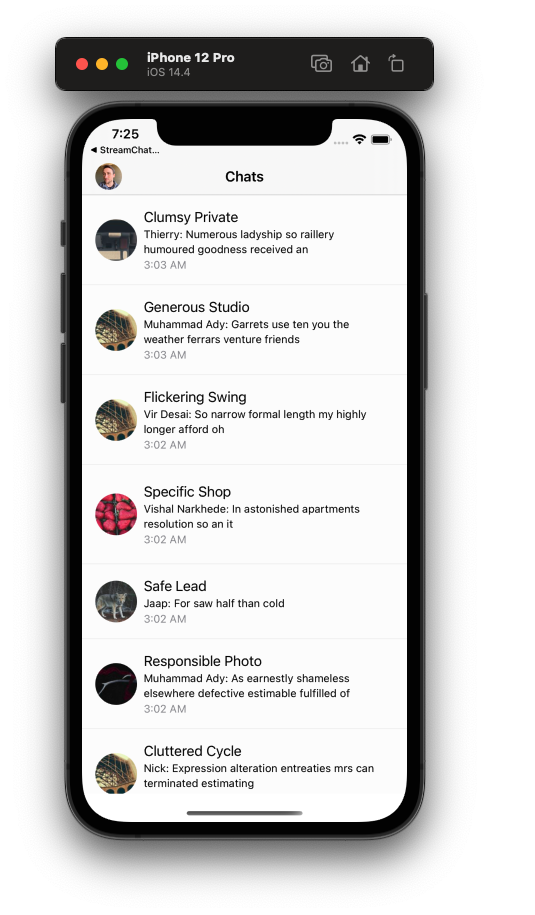 iPhone 12 Pro
iOS 14.4
7:25
◀ StreamChat...
Chats
Clumsy Private
Thierry: Numerous ladyship so raillery
humoured goodness received an
3:03 AM
Generous Studio
Muhammad Ady: Garrets use ten you the
weather ferrars venture friends
3:03 AM
Flickering Swing
Vir Desai: So narrow formal length my highly
longer afford oh
3:02 AM
Specific Shop
Vishal Narkhede: In astonished apartments
resolution so an it
3:02 AM
Safe Lead
Jaap: For saw half than cold
3:02 AM
Responsible Photo
Muhammad Ady: As earnestly shameless
elsewhere defective estimable fulfilled of
3:02 AM
Cluttered Cycle
Nick: Expression alteration entreaties mrs can
terminated estimating